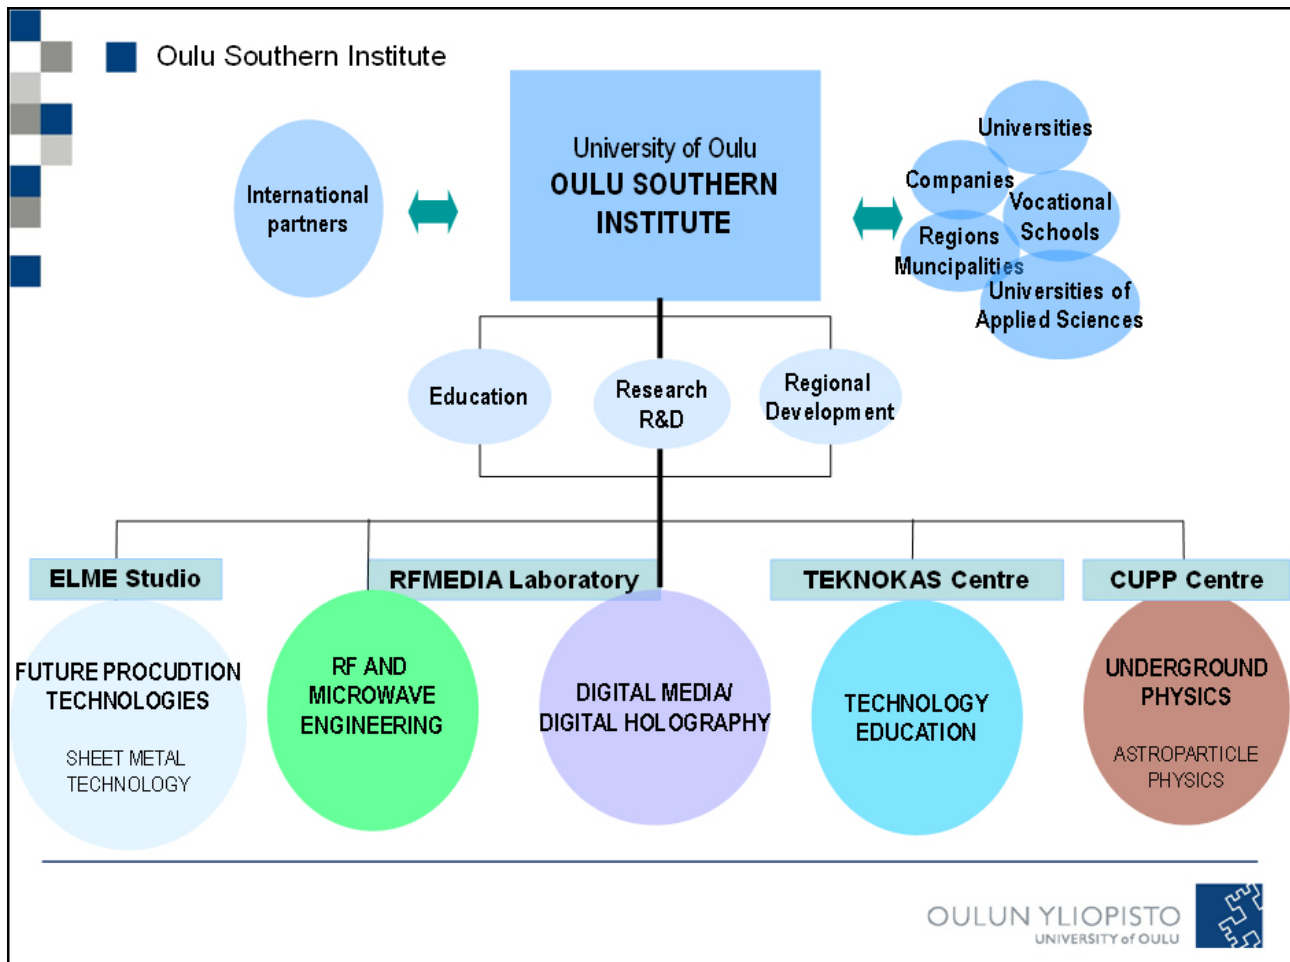 Oulu Southern Institute
University of Oulu
OULU SOUTHERN
INSTITUTE
International
partners
Universities
Companies
Vocational
Schools
Regions
Muncipalities
Universities of
Applied Sciences
Education
Research
R&D
Regional
Development
ELME Studio
RFMEDIA Laboratory
TEKNOKAS Centre
CUPP Centre
FUTURE PROCUDTION
TECHNOLOGIES
SHEET METAL
TECHNOLOGY
RF AND
MICROWAVE
ENGINEERING
DIGITAL MEDIA/
DIGITAL HOLOGRAPHY
TECHNOLOGY
EDUCATION
UNDERGROUND
PHYSICS
ASTROPARTICLE
PHYSICS
OULUN YLIOPISTO
UNIVERSITY of OULU